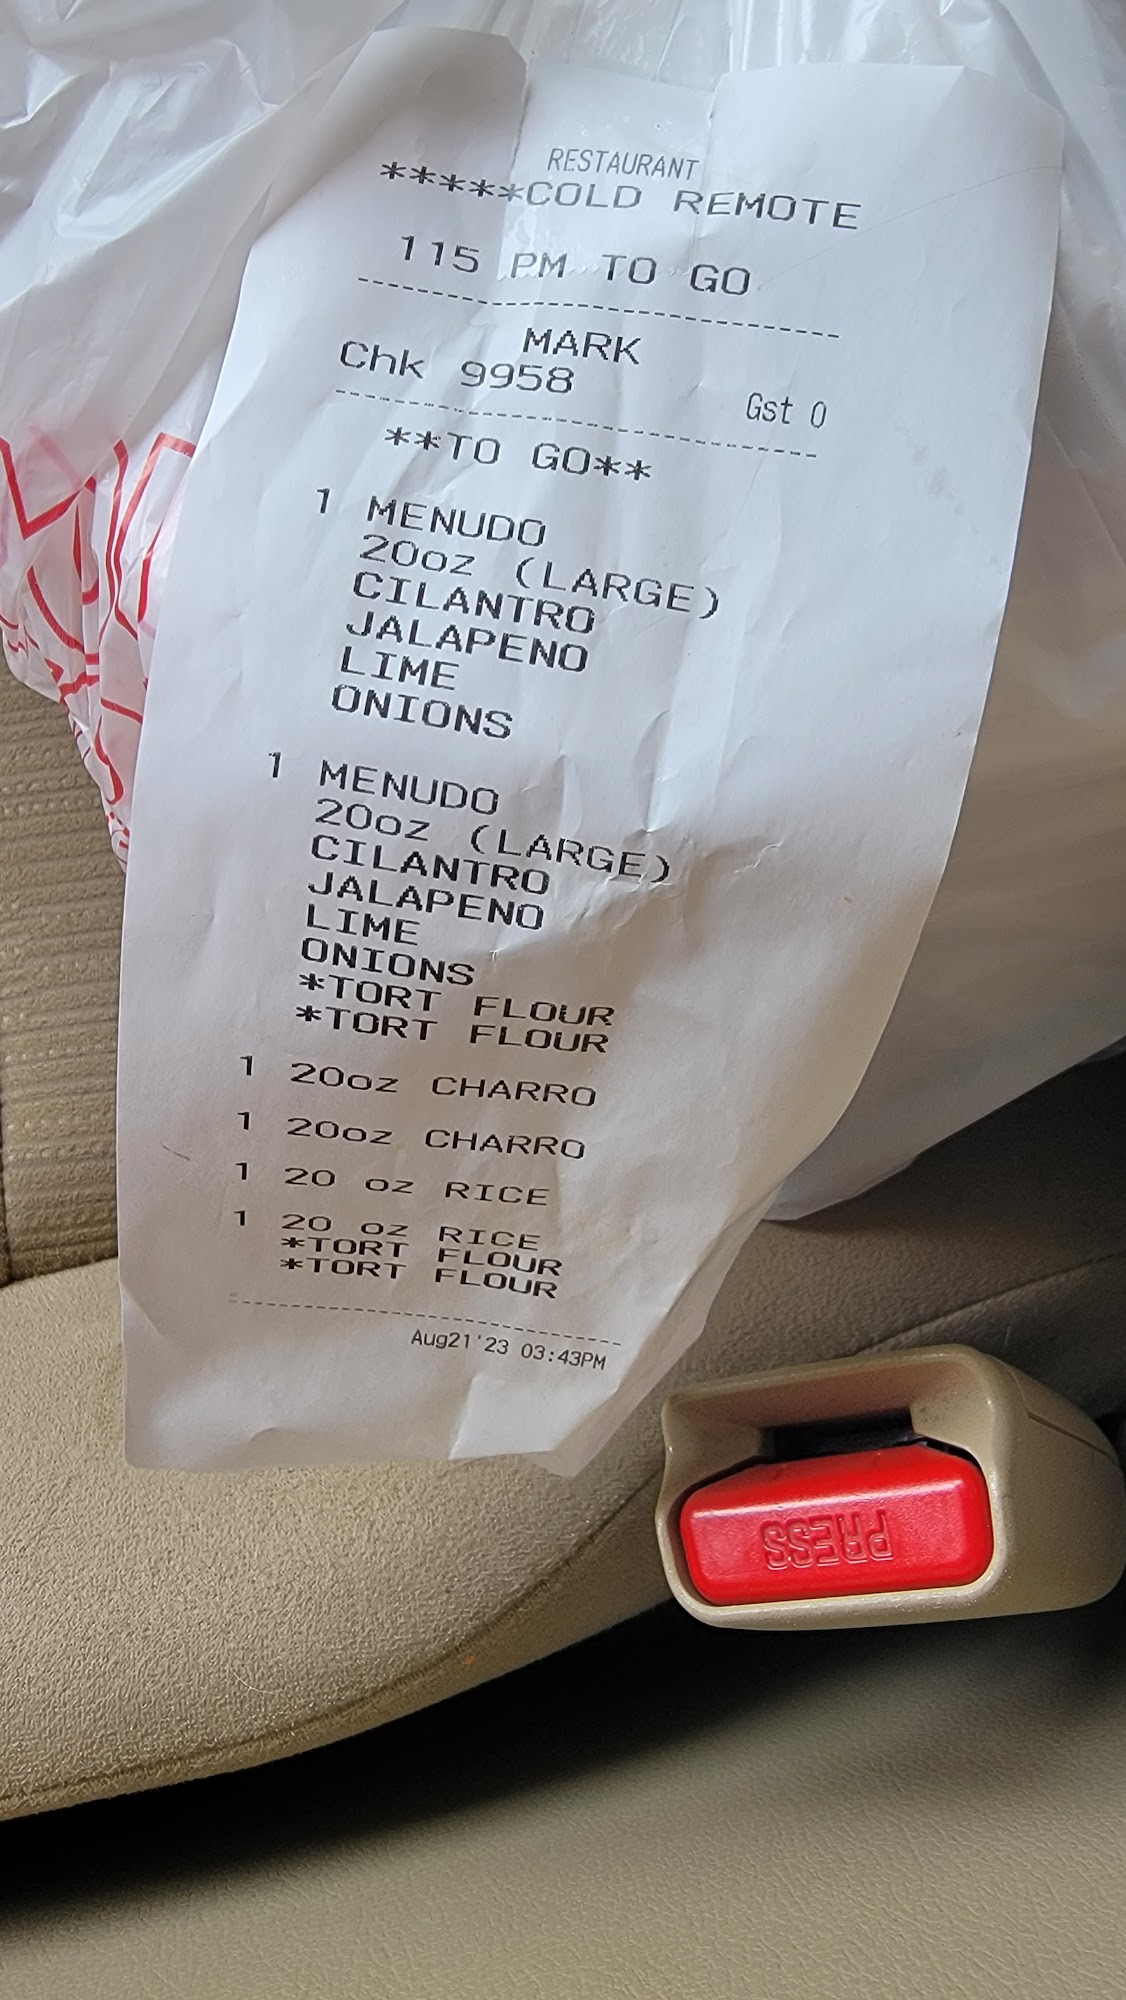 RESTAURANT
*****COLD REMOTE
115 PM TO GO
MARK
Chk 9958 Gst 0
**TO GO**
1 MENUDO
20oz (LARGE)
CILANTRO
JALAPENO
LIME
ONIONS
1 MENUDO
20oz (LARGE)
CILANTRO
JALAPENO
LIME
ONIONS
*TORT FLOUR
*TORT FLOUR
1 20oz CHARRO
1 20oz CHARRO
1 20 oz RICE
1 20 oz RICE
*TORT FLOUR
*TORT FLOUR
Aug21'23 03:43PM
PRESS